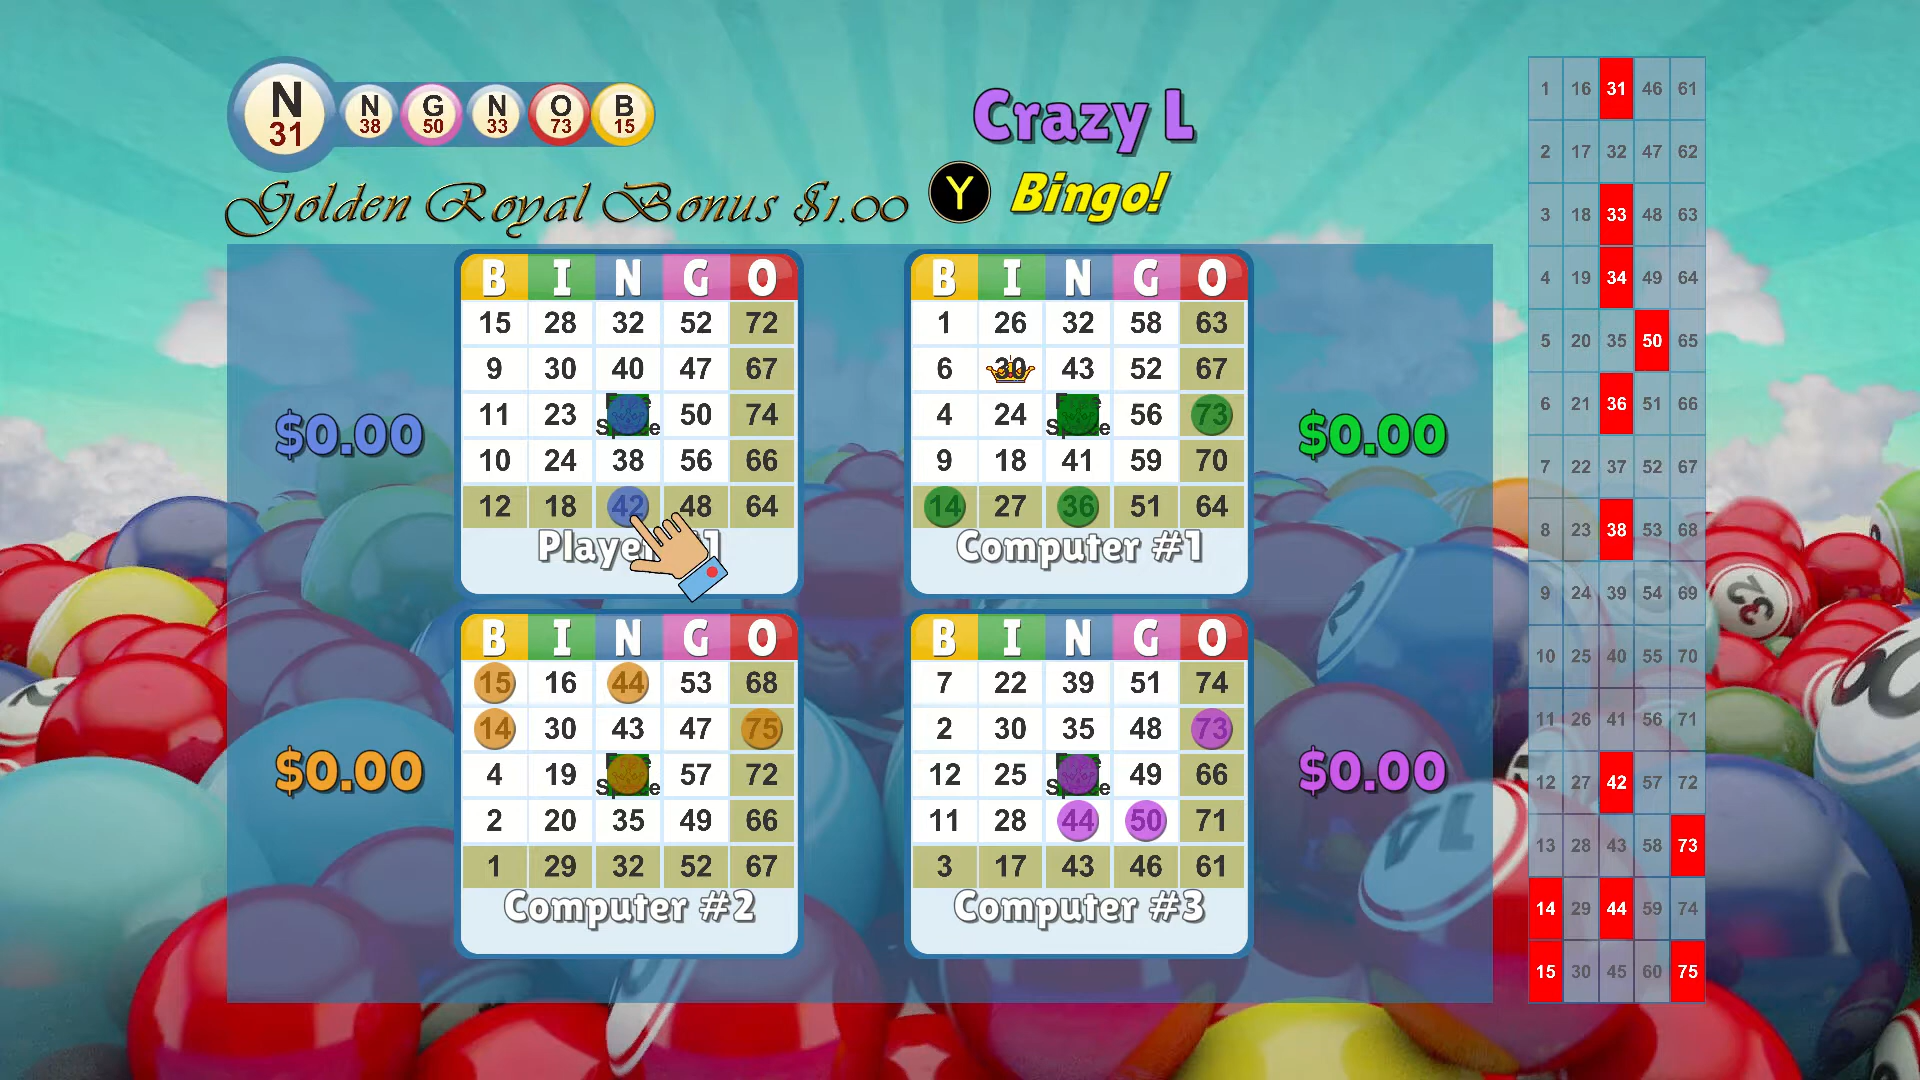 N N G N O B
31 38 50 33 73 15
Crazy L
Golden Royal Bonus $1.00
Y Bingo!
B I N G O
15 28 32 52 72
9 30 40 47 67
11 23 50 74
10 24 38 56 66
12 18 42 48 64
$0.00
B I N G O
1 26 32 58 63
6 30 43 52 67
4 24 56 73
9 18 41 59 70
14 27 36 51 64
Computer #1
$0.00
B I N G O
15 16 44 53 68
14 30 43 47 75
4 19 57 72
2 20 35 49 66
1 29 32 52 67
Computer #2
$0.00
B I N G O
7 22 39 51 74
2 30 35 48 73
12 25 49 66
11 28 44 50 71
3 17 43 46 61
Computer #3
$0.00
1 16 31 46 61
2 17 32 47 62
3 18 33 48 63
4 19 34 49 64
5 20 35 50 65
6 21 36 51 66
7 22 37 52 67
8 23 38 53 68
9 24 39 54 69
10 25 40 55 70
11 26 41 56 71
12 27 42 57 72
13 28 43 58 73
14 29 44 59 74
15 30 45 60 75